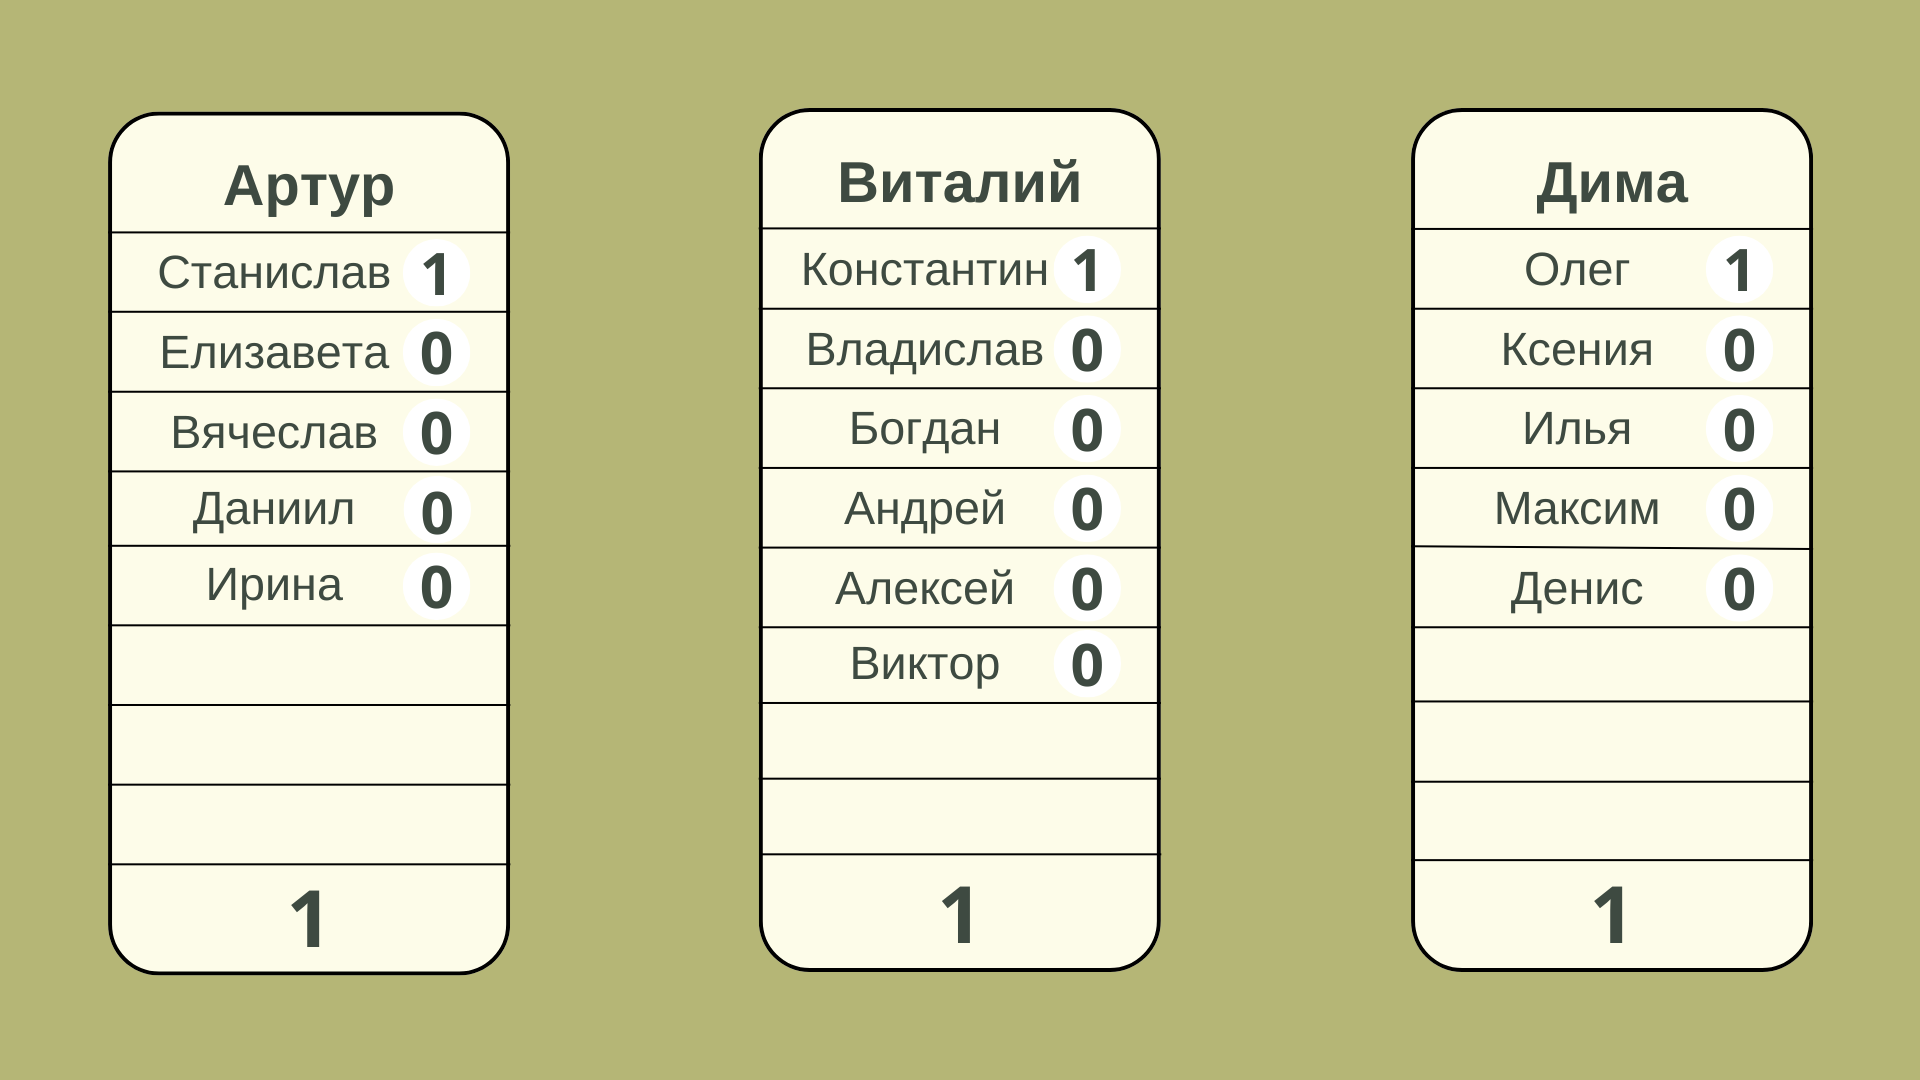 Артур
Станислав 1
Елизавета 0
Вячеслав 0
Даниил 0
Ирина 0
1
Виталий
Константин 1
Владислав 0
Богдан 0
Андрей 0
Алексей 0
Виктор 0
1
Дима
Олег 1
Ксения 0
Илья 0
Максим 0
Денис 0
1